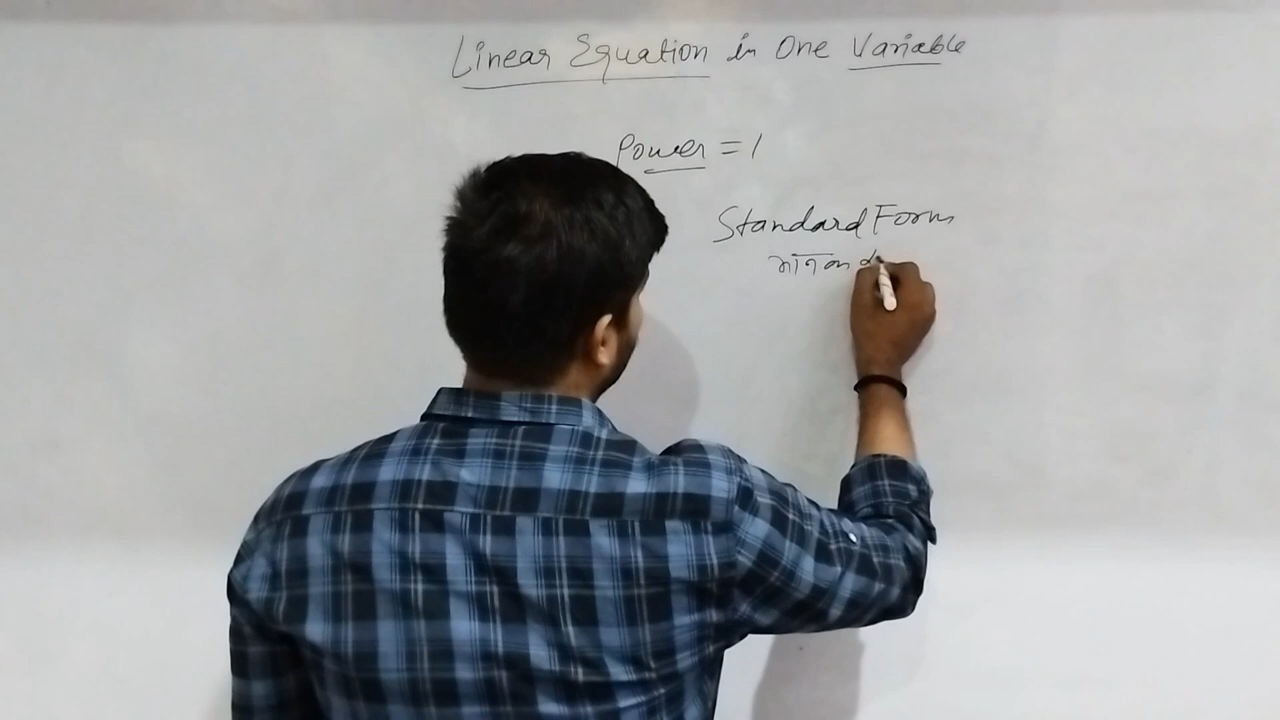 Linear Equation in One Variable
Power = 1
Standard Form
मानक